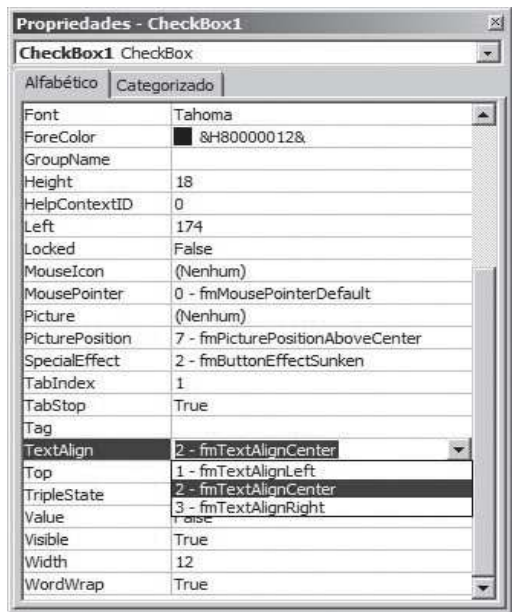 Propriedades - CheckBox1
CheckBox1 CheckBox
Alfabético Categorizado
Font Tahoma
ForeColor &H80000012&
GroupName
Height 18
HelpContextID 0
Left 174
Locked False
MouseIcon (Nenhum)
MousePointer 0 - fmMousePointerDefault
Picture (Nenhum)
PicturePosition 7 - fmPicturePositionAboveCenter
SpecialEffect 2 - fmButtonEffectSunken
TabIndex 1
TabStop True
Tag
TextAlign 2 - fmTextAlignCenter
Top 1 - fmTextAlignLeft
TripleState 2 - fmTextAlignCenter
3 - fmTextAlignRight
Value False
Visible True
Width 12
WordWrap True